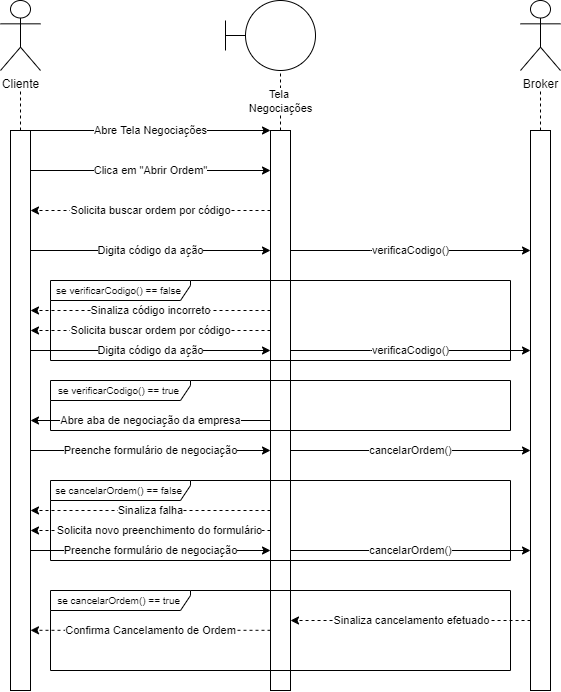 Cliente
Tela
Negociações
Broker
Abre Tela Negociações
Clica em "Abrir Ordem"
Solicita buscar ordem por código
Digita código da ação
verificaCodigo()
se verificarCodigo() == false
Sinaliza código incorreto
Solicita buscar ordem por código
Digita código da ação
verificaCodigo()
se verificarCodigo() == true
Abre aba de negociação da empresa
Preenche formulário de negociação
cancelarOrdem()
se cancelarOrdem() == false
Sinaliza falha
Solicita novo preenchimento do formulário
Preenche formulário de negociação
cancelarOrdem()
se cancelarOrdem() == true
Sinaliza cancelamento efetuado
Confirma Cancelamento de Ordem